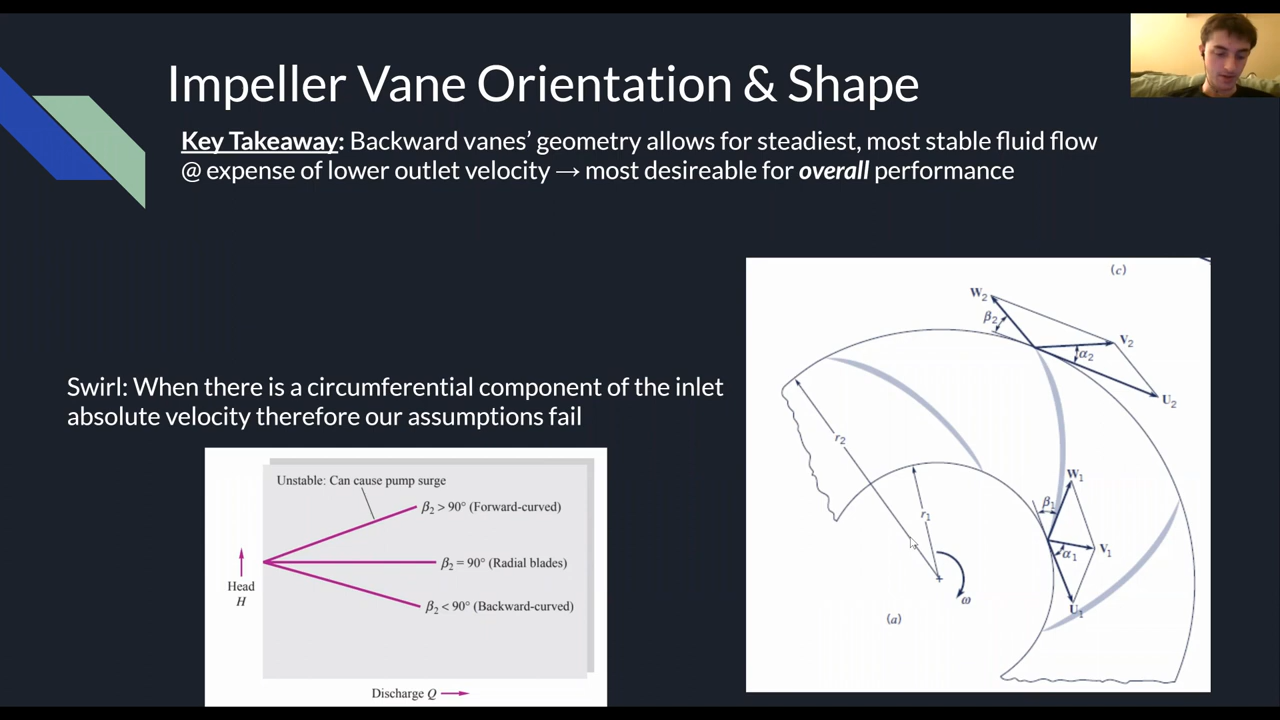 Impeller Vane Orientation & Shape
Key Takeaway: Backward vanes’ geometry allows for steadiest, most stable fluid flow
@ expense of lower outlet velocity → most desireable for overall performance
Swirl: When there is a circumferential component of the inlet
absolute velocity therefore our assumptions fail
Unstable: Can cause pump surge
β₂ > 90° (Forward-curved)
β₂ = 90° (Radial blades)
β₂ < 90° (Backward-curved)
Head
H
Discharge Q
(c)
W₂
β₂
V₂
α₂
U₂
r₂
r₁
W₁
β₁
V₁
α₁
U₁
ω
(a)